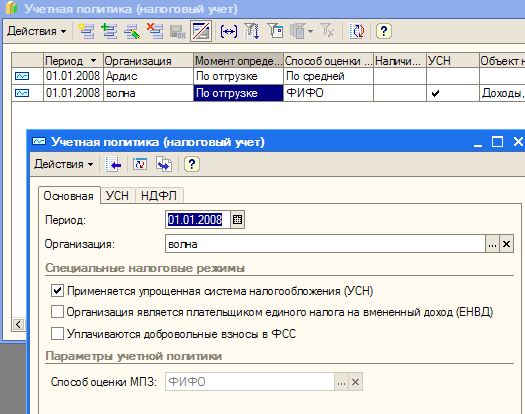 Учетная политика (налоговый учет)
Действия
Период Организация Момент опреде... Способ оценки ... Наличи... УСН Объект н
01.01.2008 Ардис По отгрузке По средней
01.01.2008 волна По отгрузке ФИФО Доходы,
Учетная политика (налоговый учет)
Действия
Основная УСН НДФЛ
Период: 01.01.2008
Организация: волна ... x
Специальные налоговые режимы
Применяется упрощенная система налогообложения (УСН)
Организация является плательщиком единого налога на вмененный доход (ЕНВД)
Уплачиваются добровольные взносы в ФСС
Параметры учетной политики
Способ оценки МПЗ: ФИФО ... x